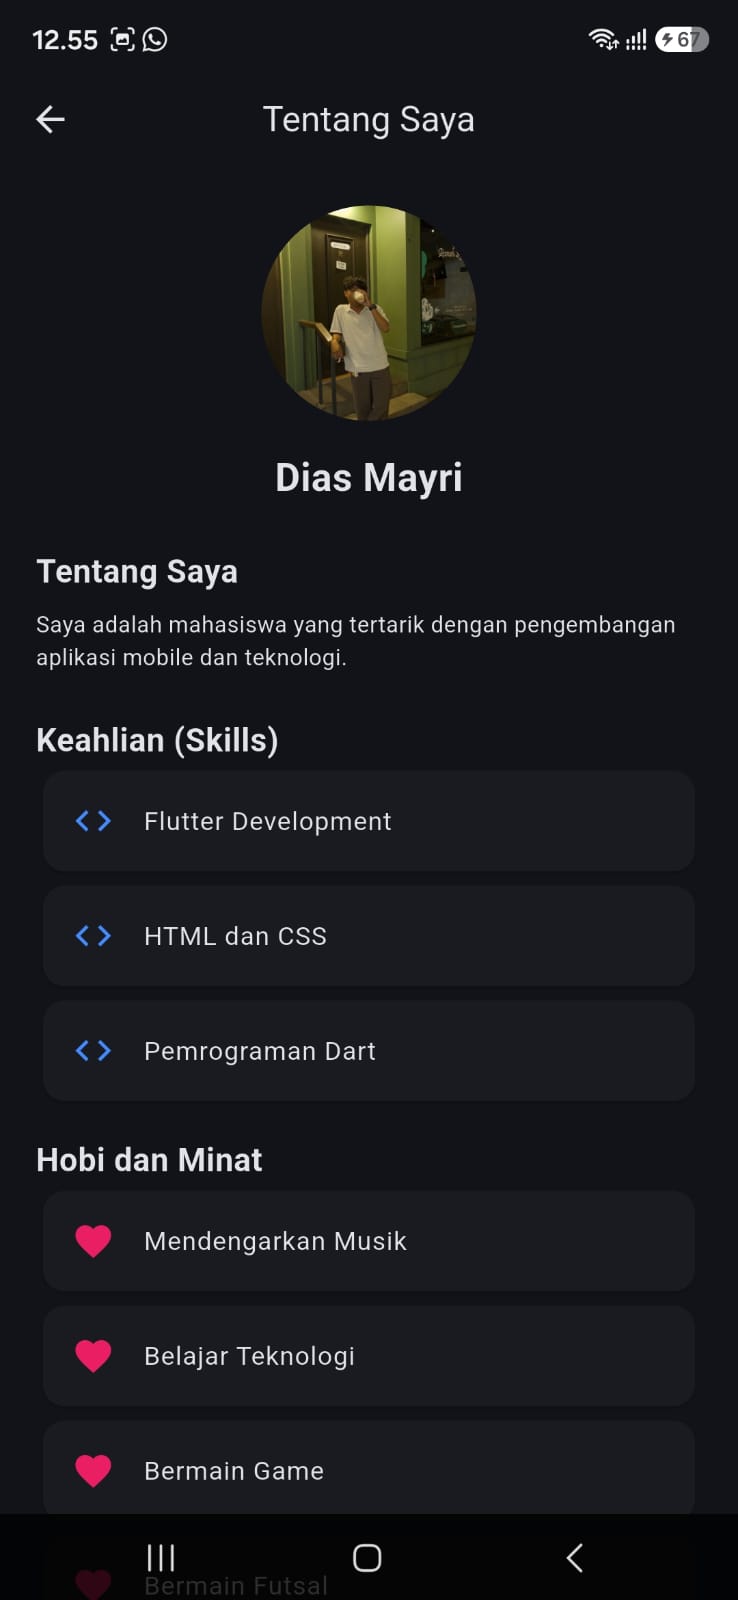 12.55
67
Tentang Saya
Dias Mayri
Tentang Saya
Saya adalah mahasiswa yang tertarik dengan pengembangan
aplikasi mobile dan teknologi.
Keahlian (Skills)
Flutter Development
HTML dan CSS
Pemrograman Dart
Hobi dan Minat
Mendengarkan Musik
Belajar Teknologi
Bermain Game
Bermain Futsal